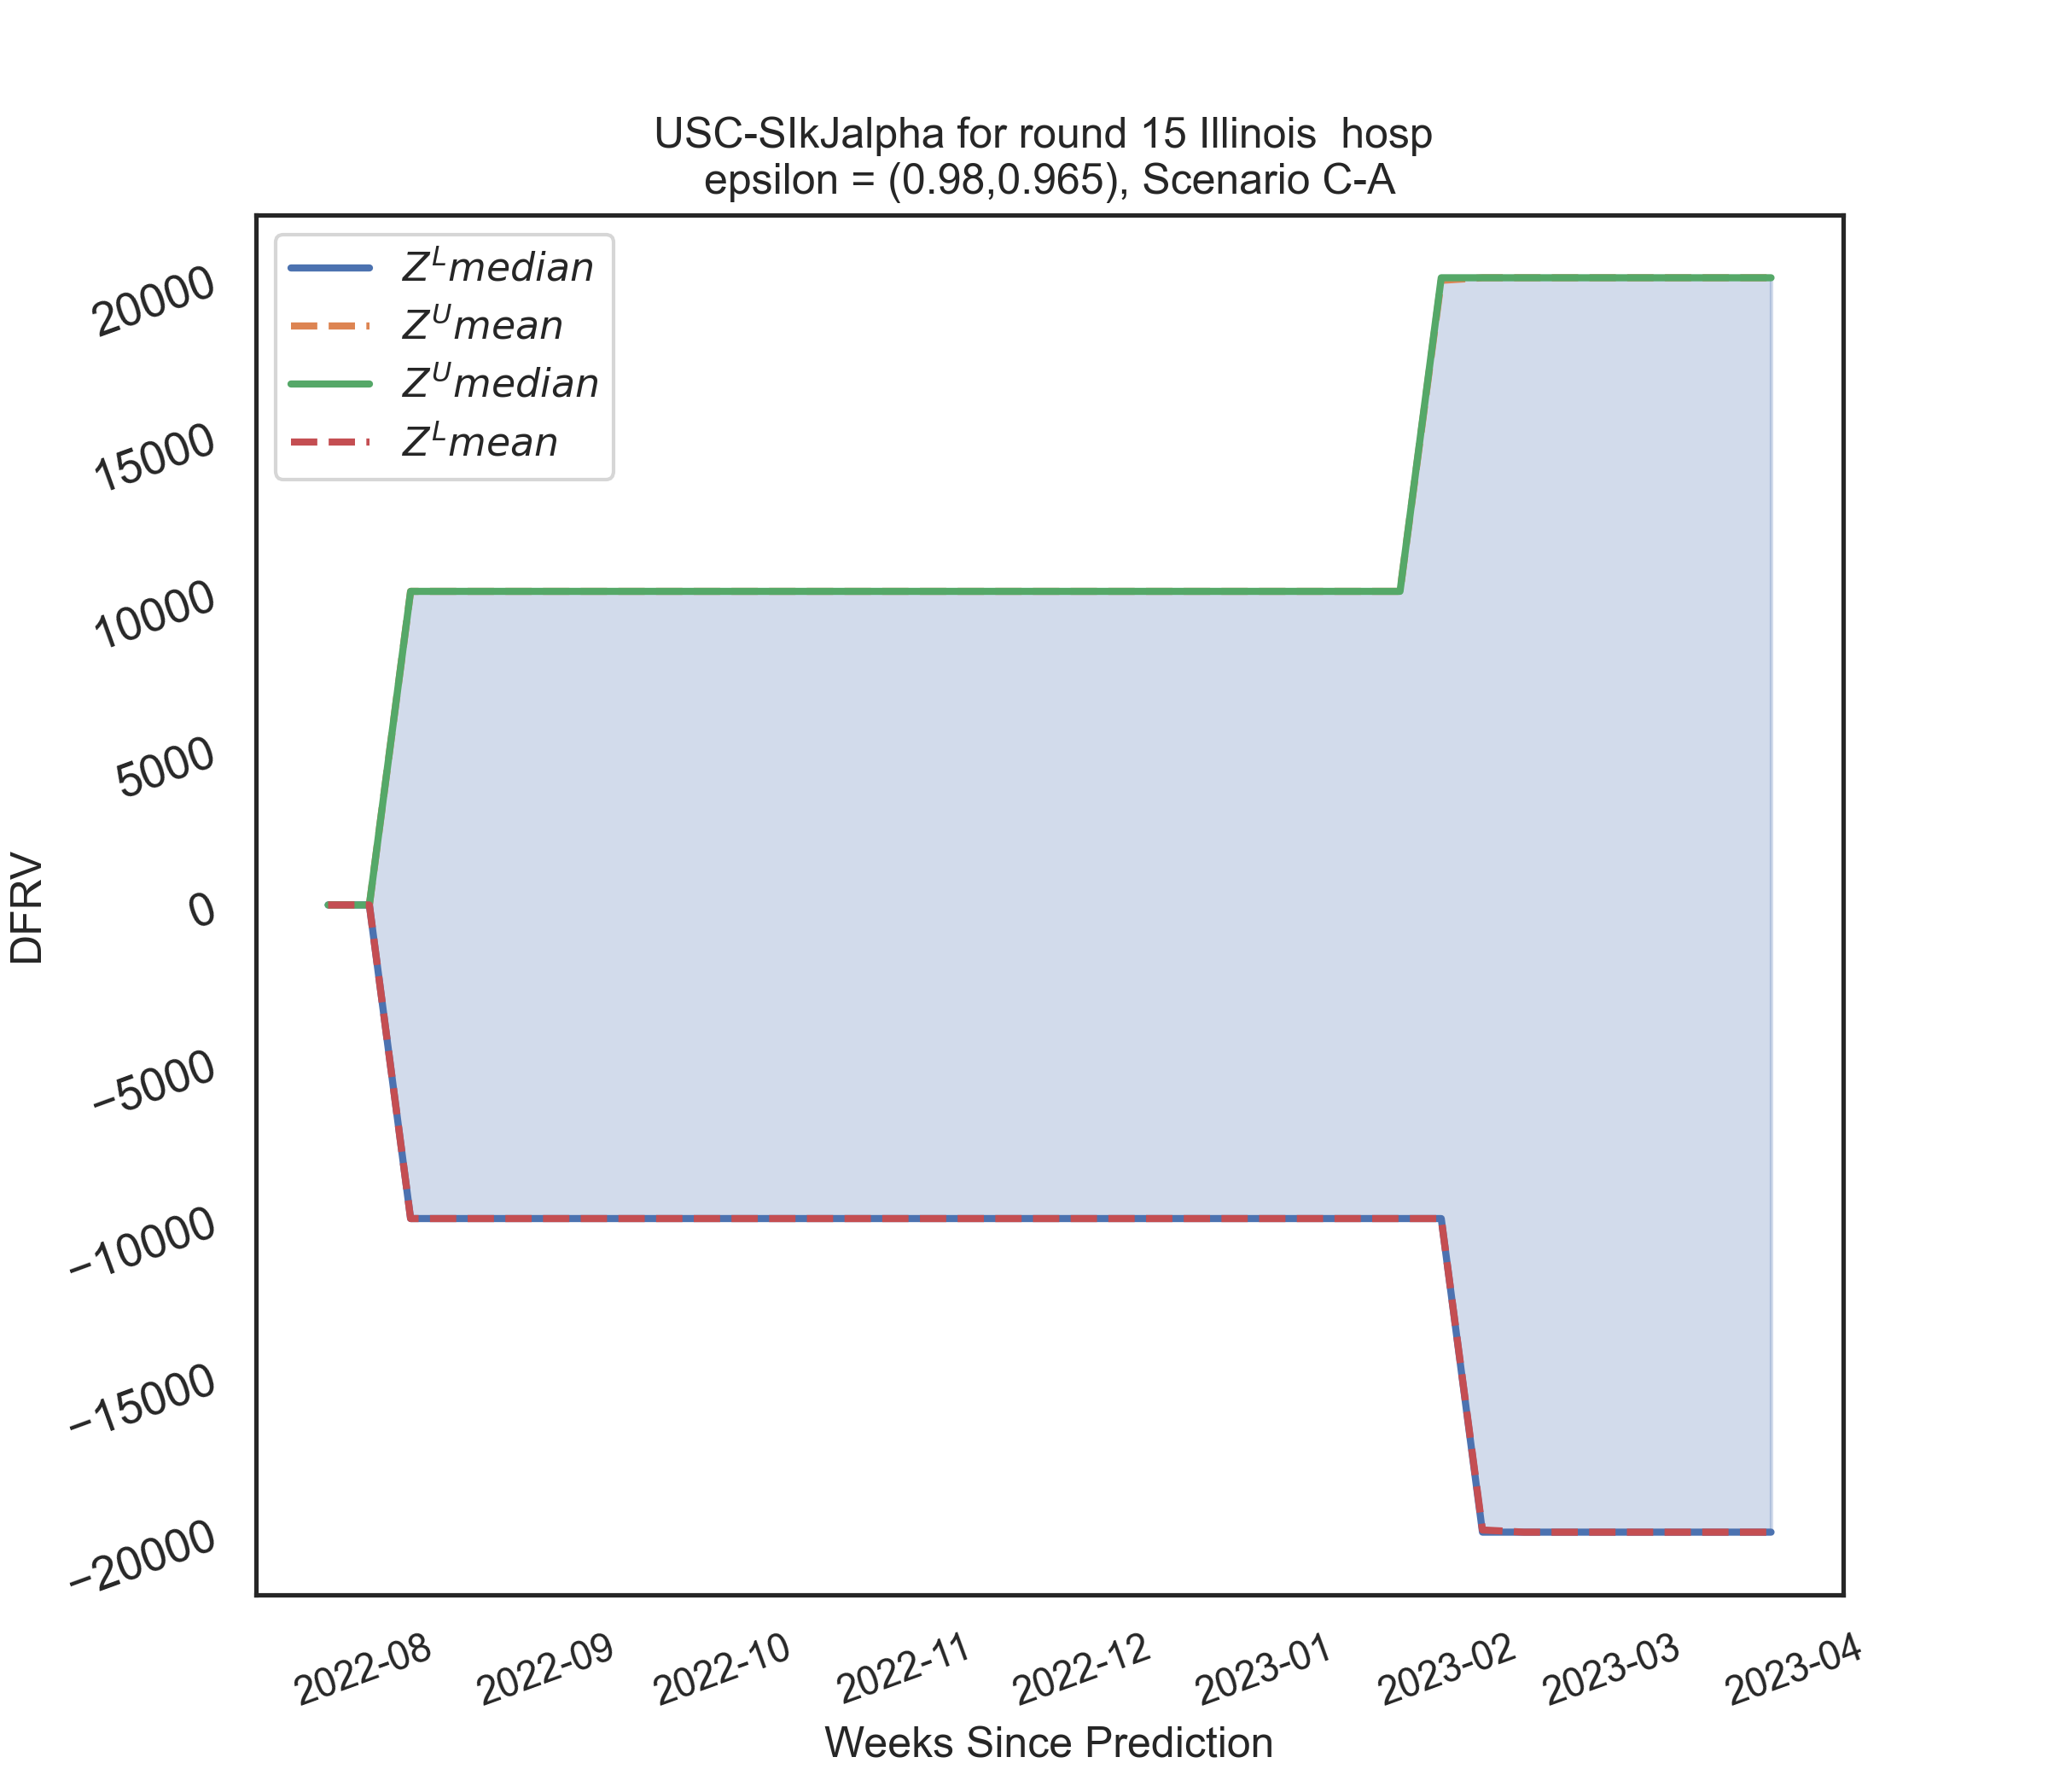 USC-SIkJalpha for round 15 Illinois  hosp
epsilon = (0.98,0.965), Scenario C-A
Z^L median
Z^U mean
Z^U median
Z^L mean
20000
15000
10000
5000
0
−5000
−10000
−15000
−20000
DFRV
2022-08
2022-09
2022-10
2022-11
2022-12
2023-01
2023-02
2023-03
2023-04
Weeks Since Prediction